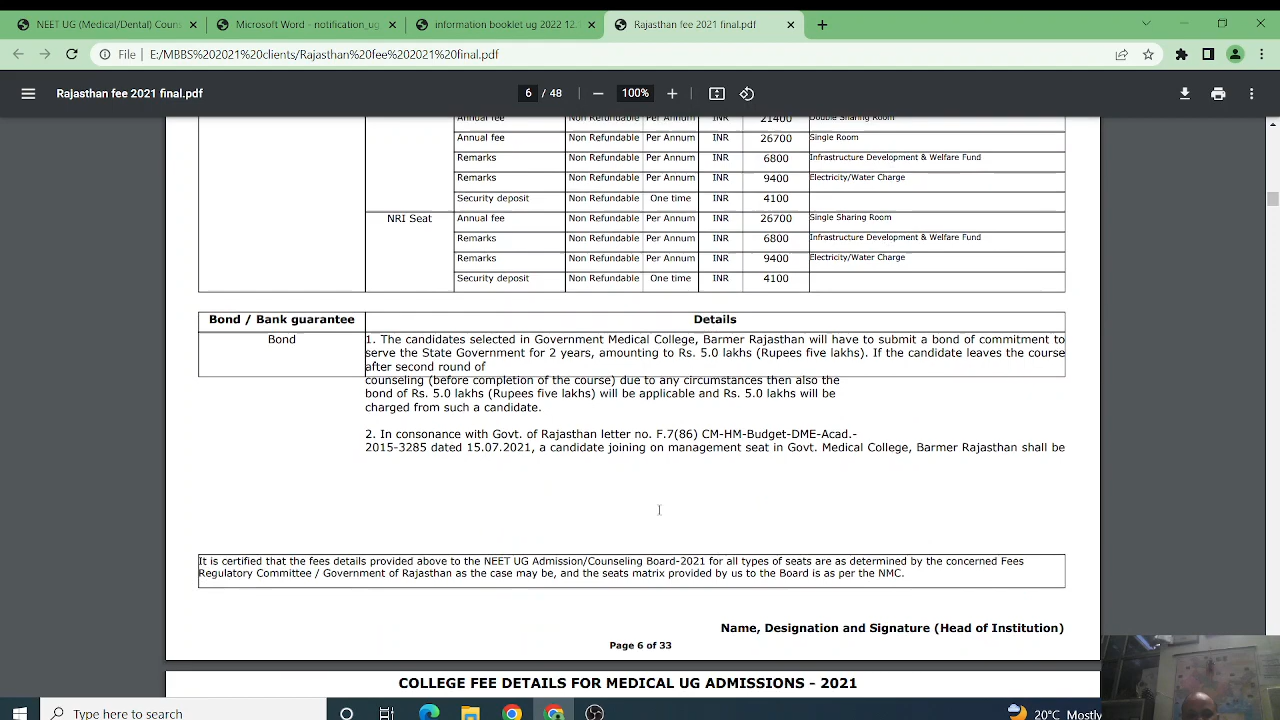 NEET UG (Medical/Dental) Couns
Microsoft Word - notification_ug
information booklet ug 2022 12.
Rajasthan fee 2021 final.pdf
File | E:/MBBS%202021%20clients/Rajasthan%20fee%202021%20final.pdf
Rajasthan fee 2021 final.pdf 6 / 48 100%
Annual fee Non Refundable Per Annum INR 21400 Double Sharing Room
Annual fee Non Refundable Per Annum INR 26700 Single Room
Remarks Non Refundable Per Annum INR 6800 Infrastructure Development & Welfare Fund
Remarks Non Refundable Per Annum INR 9400 Electricity/Water Charge
Security deposit Non Refundable One time INR 4100
NRI Seat Annual fee Non Refundable Per Annum INR 26700 Single Sharing Room
Remarks Non Refundable Per Annum INR 6800 Infrastructure Development & Welfare Fund
Remarks Non Refundable Per Annum INR 9400 Electricity/Water Charge
Security deposit Non Refundable One time INR 4100
Bond / Bank guarantee Details
Bond 1. The candidates selected in Government Medical College, Barmer Rajasthan will have to submit a bond of commitment to
serve the State Government for 2 years, amounting to Rs. 5.0 lakhs (Rupees five lakhs). If the candidate leaves the course
after second round of
counseling (before completion of the course) due to any circumstances then also the
bond of Rs. 5.0 lakhs (Rupees five lakhs) will be applicable and Rs. 5.0 lakhs will be
charged from such a candidate.
2. In consonance with Govt. of Rajasthan letter no. F.7(86) CM-HM-Budget-DME-Acad.-
2015-3285 dated 15.07.2021, a candidate joining on management seat in Govt. Medical College, Barmer Rajasthan shall be
It is certified that the fees details provided above to the NEET UG Admission/Counseling Board-2021 for all types of seats are as determined by the concerned Fees
Regulatory Committee / Government of Rajasthan as the case may be, and the seats matrix provided by us to the Board is as per the NMC.
Name, Designation and Signature (Head of Institution)
Page 6 of 33
COLLEGE FEE DETAILS FOR MEDICAL UG ADMISSIONS - 2021
Type here to search
20°C Mostly